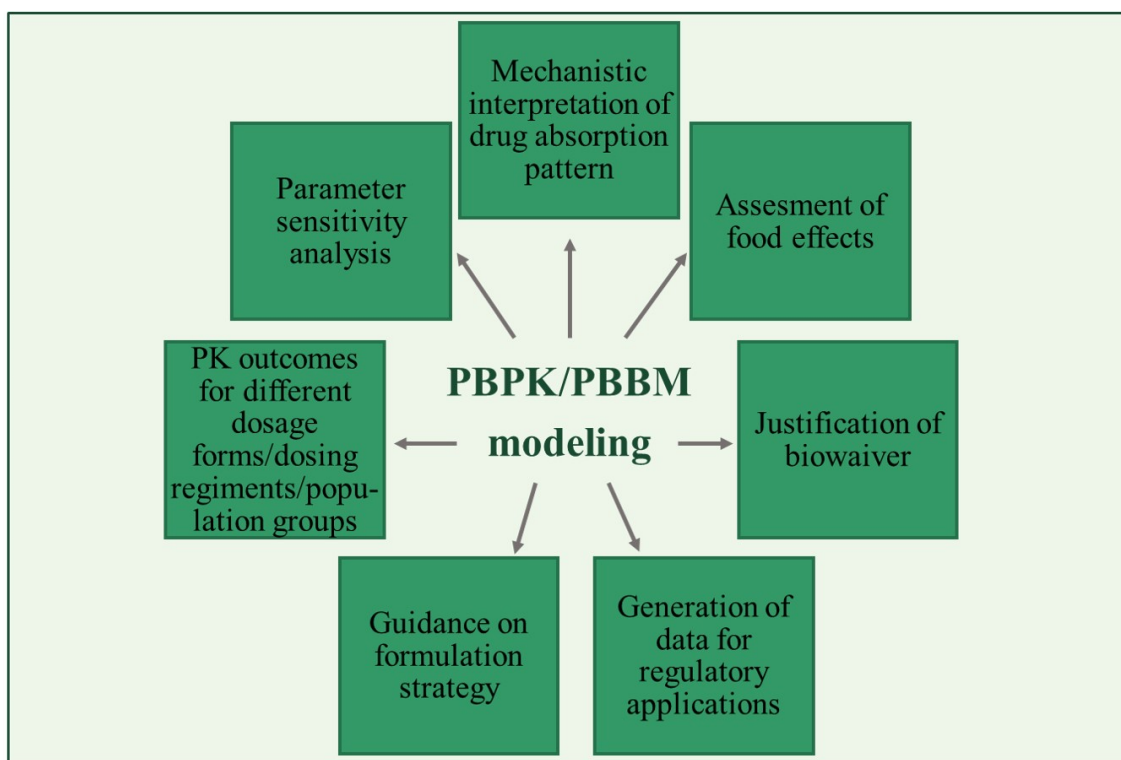 Mechanistic
interpretation of
drug absorption
pattern
Parameter
sensitivity
analysis
Assesment of
food effects
PK outcomes
for different
dosage
forms/dosing
regiments/popu-
lation groups
PBPK/PBBM
modeling
Justification of
biowaiver
Guidance on
formulation
strategy
Generation of
data for
regulatory
applications